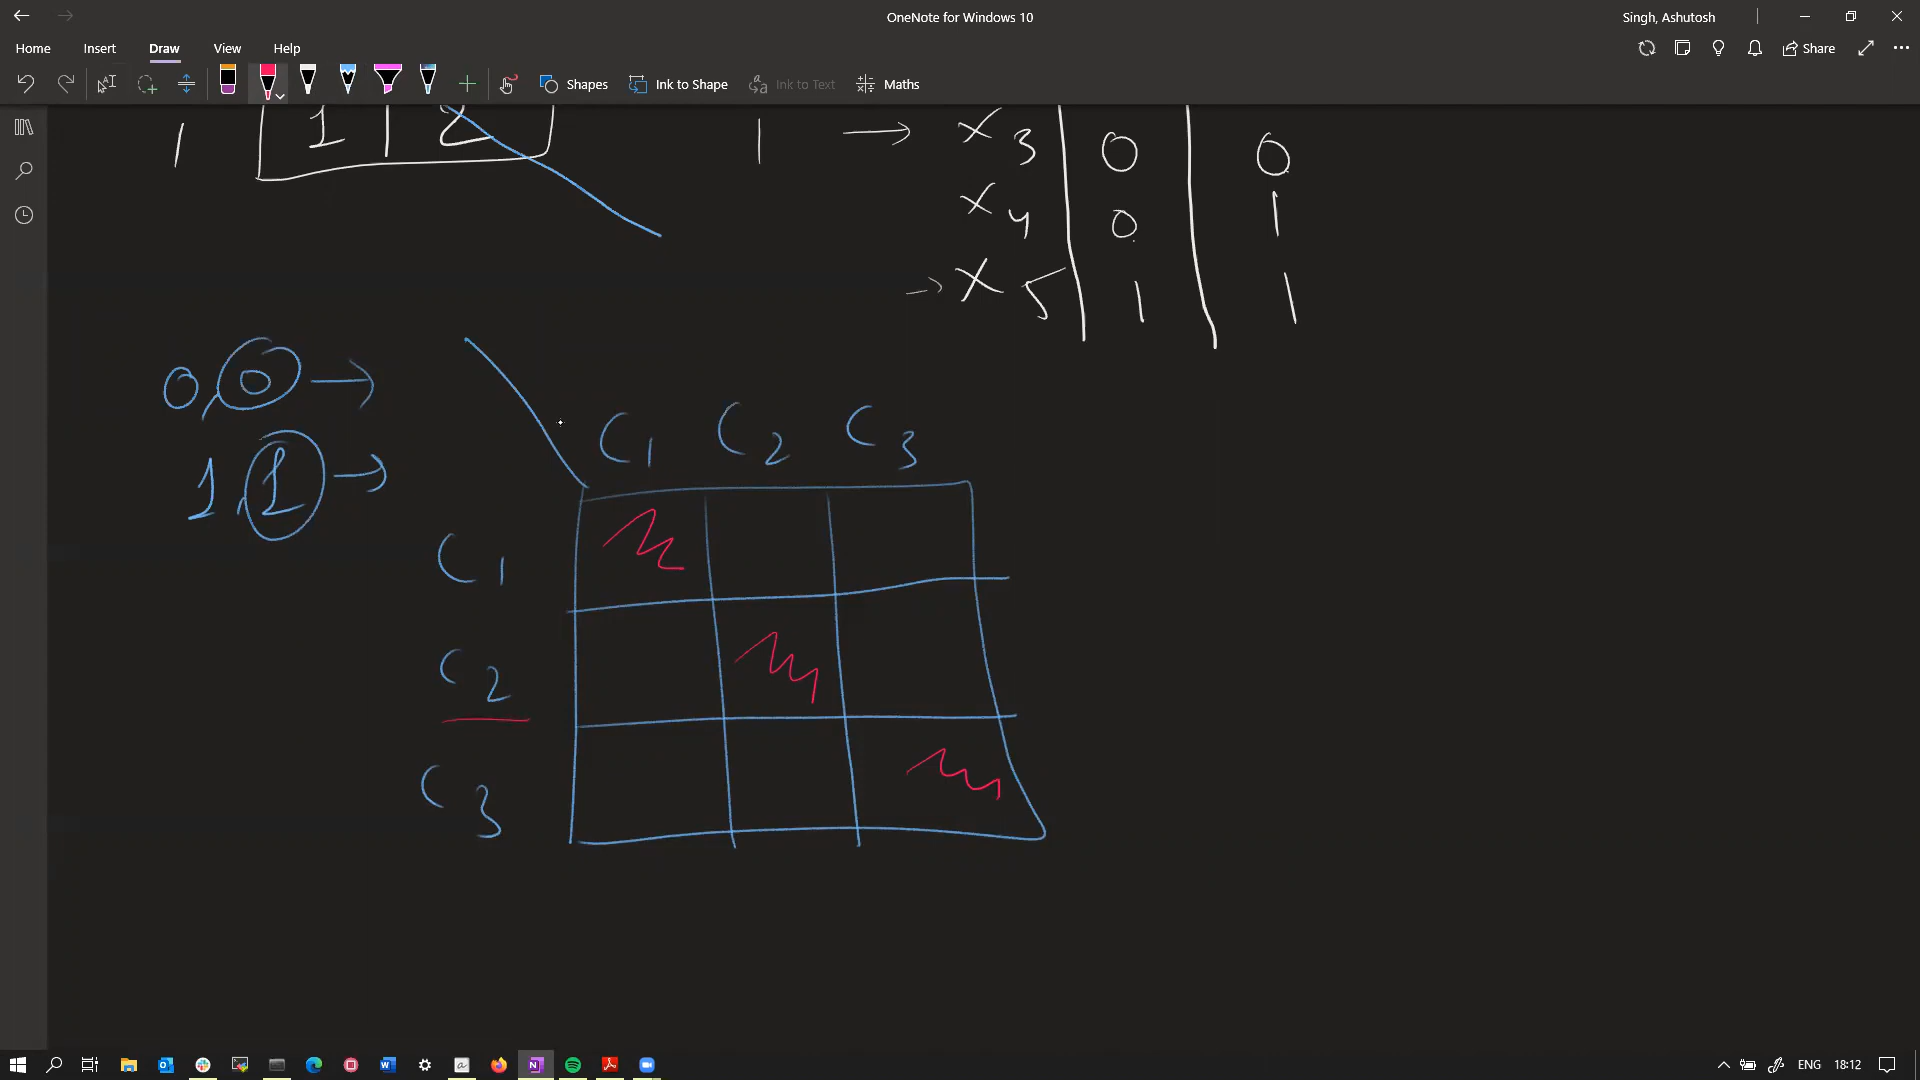 OneNote for Windows 10
Singh, Ashutosh
Home Insert Draw View Help
Share
Shapes
Ink to Shape
Ink to Text
Maths
1 1 2 1 → x3 0 0
x4 0 1
→ x5 1 1
0,0 →
1,1 →
C1 C2 C3
C1
C2
C3
ENG 18:12